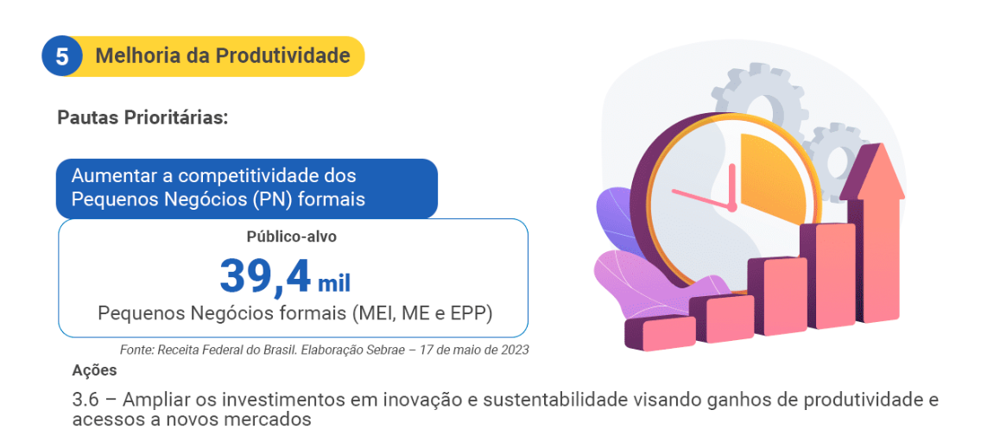 5 Melhoria da Produtividade
Pautas Prioritárias:
Aumentar a competitividade dos
Pequenos Negócios (PN) formais
Público-alvo
39,4 mil
Pequenos Negócios formais (MEI, ME e EPP)
Fonte: Receita Federal do Brasil. Elaboração Sebrae – 17 de maio de 2023
Ações
3.6 – Ampliar os investimentos em inovação e sustentabilidade visando ganhos de produtividade e
acessos a novos mercados